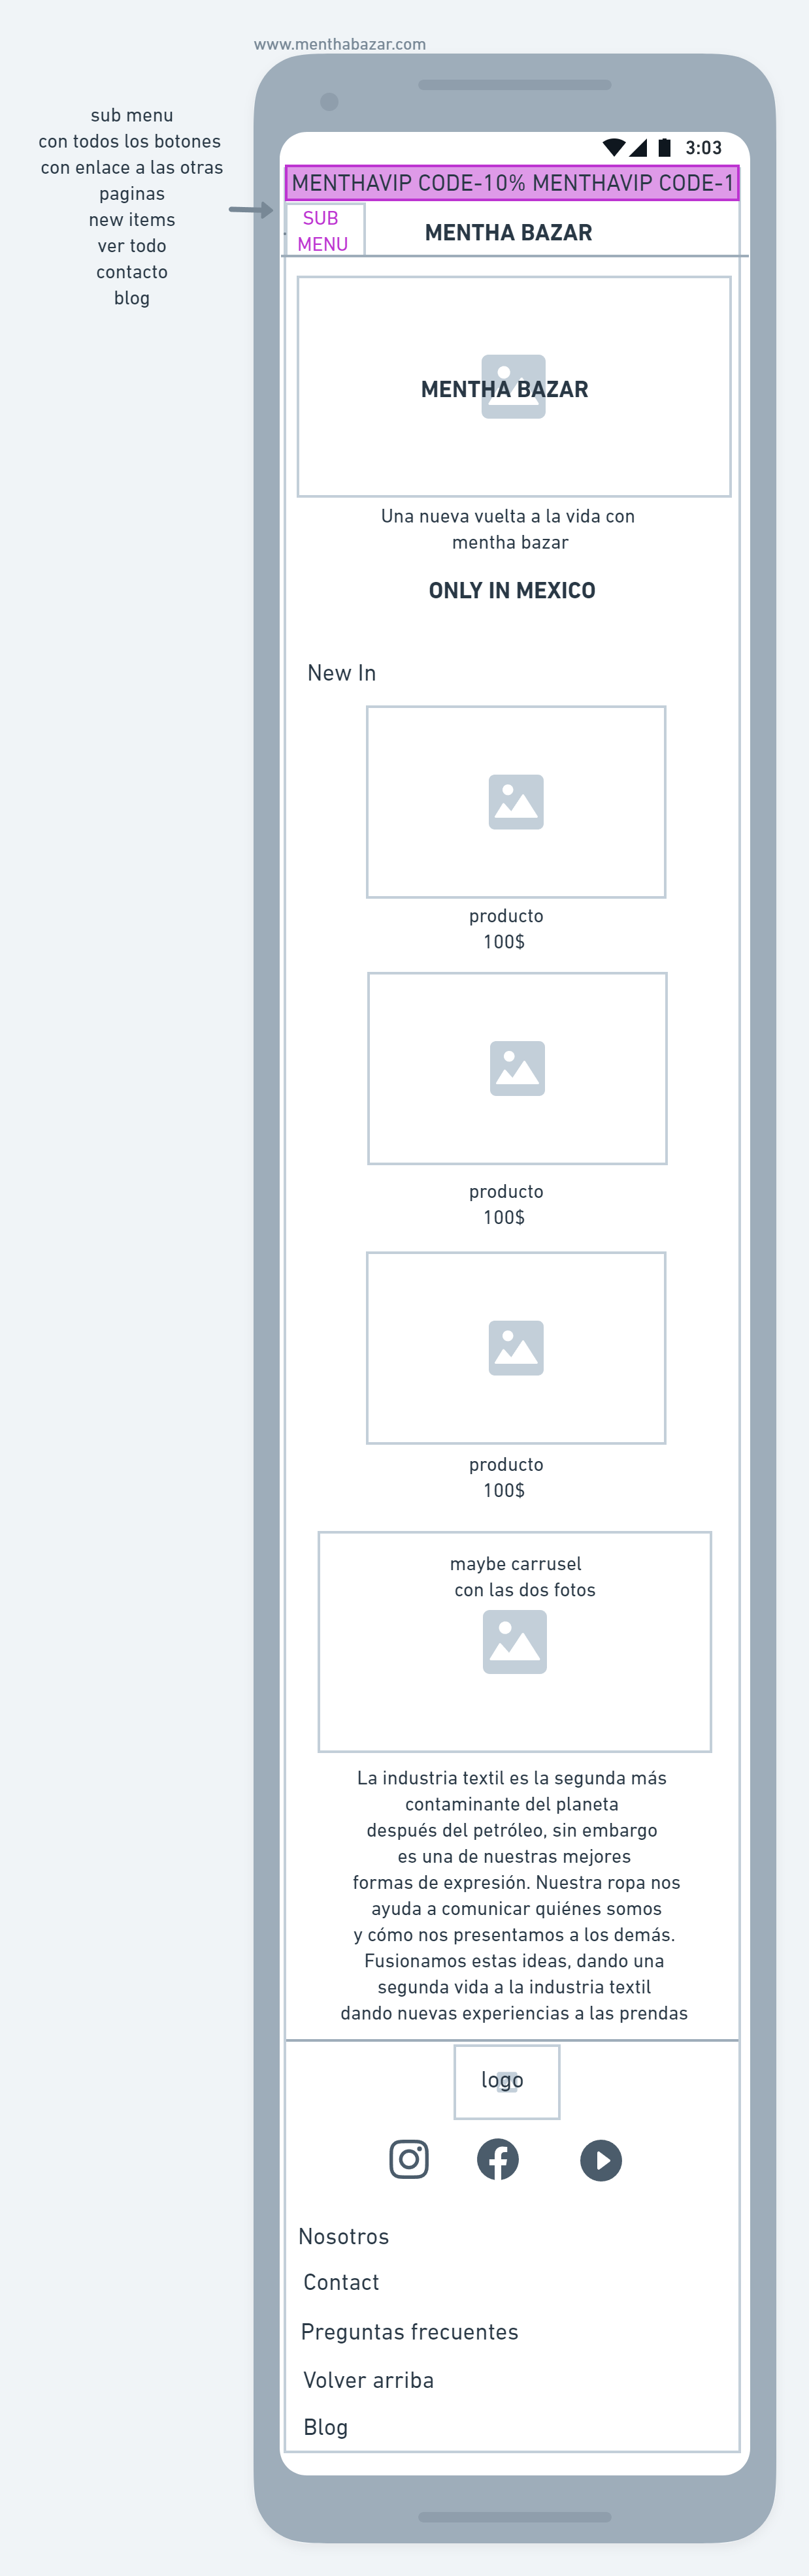 www.menthabazar.com
sub menu
con todos los botones
con enlace a las otras
paginas
new items
ver todo
contacto
blog
3:03
MENTHAVIP CODE-10% MENTHAVIP CODE-1
SUB
MENU
MENTHA BAZAR
MENTHA BAZAR
Una nueva vuelta a la vida con
mentha bazar
ONLY IN MEXICO
New In
producto
100$
producto
100$
producto
100$
maybe carrusel
con las dos fotos
La industria textil es la segunda más
contaminante del planeta
después del petróleo, sin embargo
es una de nuestras mejores
formas de expresión. Nuestra ropa nos
ayuda a comunicar quiénes somos
y cómo nos presentamos a los demás.
Fusionamos estas ideas, dando una
segunda vida a la industria textil
dando nuevas experiencias a las prendas
logo
Nosotros
Contact
Preguntas frecuentes
Volver arriba
Blog